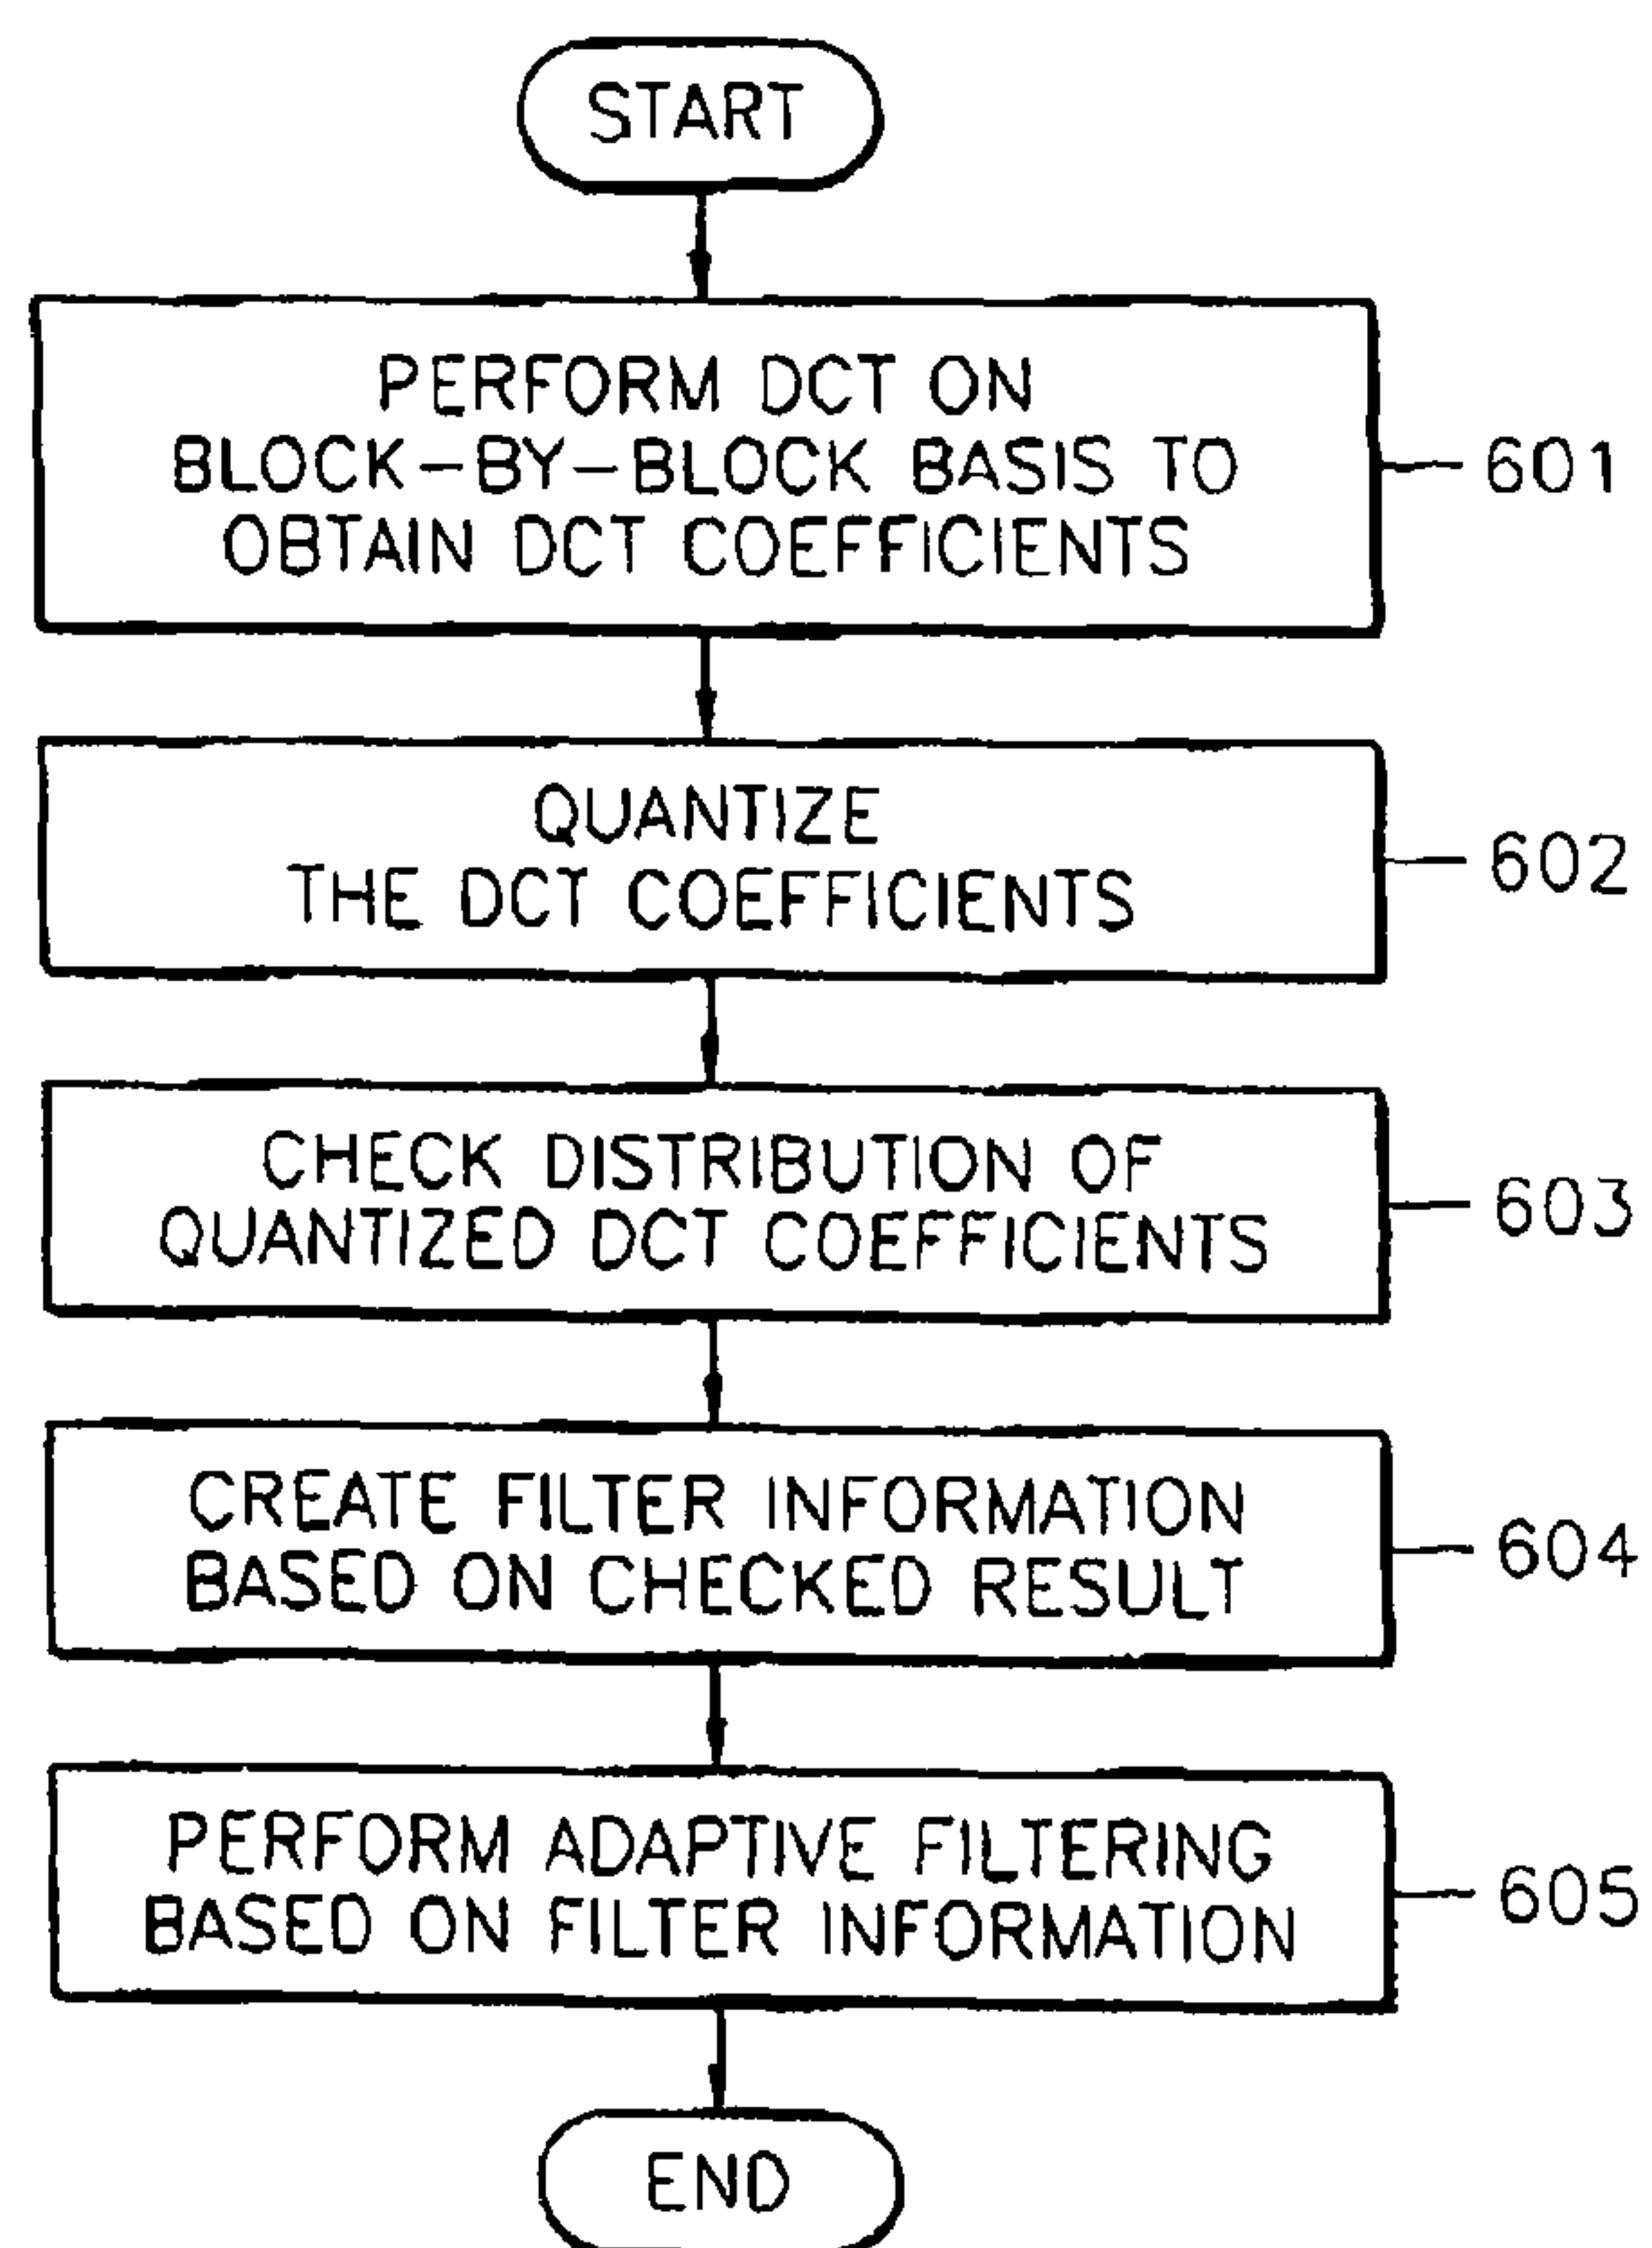 START
PERFORM DCT ON
BLOCK-BY-BLOCK BASIS TO
OBTAIN DCT COEFFICIENTS
601
QUANTIZE
THE DCT COEFFICIENTS
602
CHECK DISTRIBUTION OF
QUANTIZED DCT COEFFICIENTS
603
CREATE FILTER INFORMATION
BASED ON CHECKED RESULT
604
PERFORM ADAPTIVE FILTERING
BASED ON FILTER INFORMATION
605
END